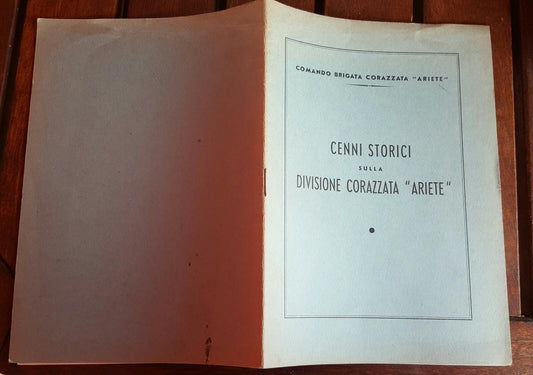 COMANDO BRIGATA CORAZZATA "ARIETE"
CENNI STORICI
SULLA
DIVISIONE CORAZZATA "ARIETE"